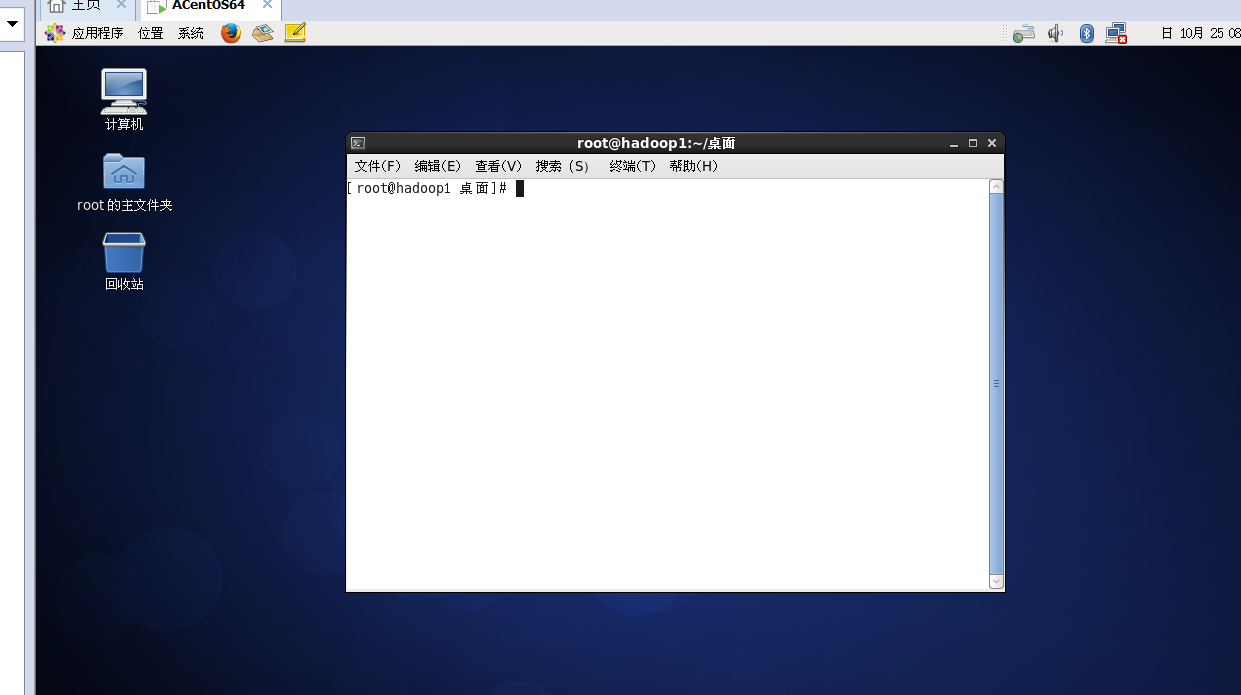 主页
ACentOS64
应用程序 位置 系统
日 10月 25 08
计算机
root 的主文件夹
回收站
root@hadoop1:~/桌面
文件(F) 编辑(E) 查看(V) 搜索 (S) 终端(T) 帮助(H)
[root@hadoop1 桌面]#